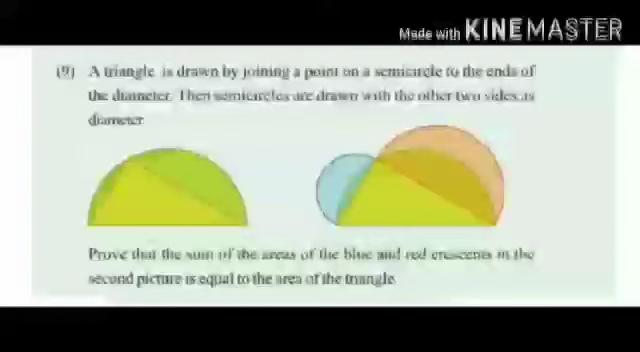 Made with KINEMASTER
(9) A triangle is drawn by joining a point on a semicircle to the ends of
the diameter. Then semicircles are drawn with the other two sides as
diameter
Prove that the sum of the areas of the blue and red crescents in the
second picture is equal to the area of the triangle